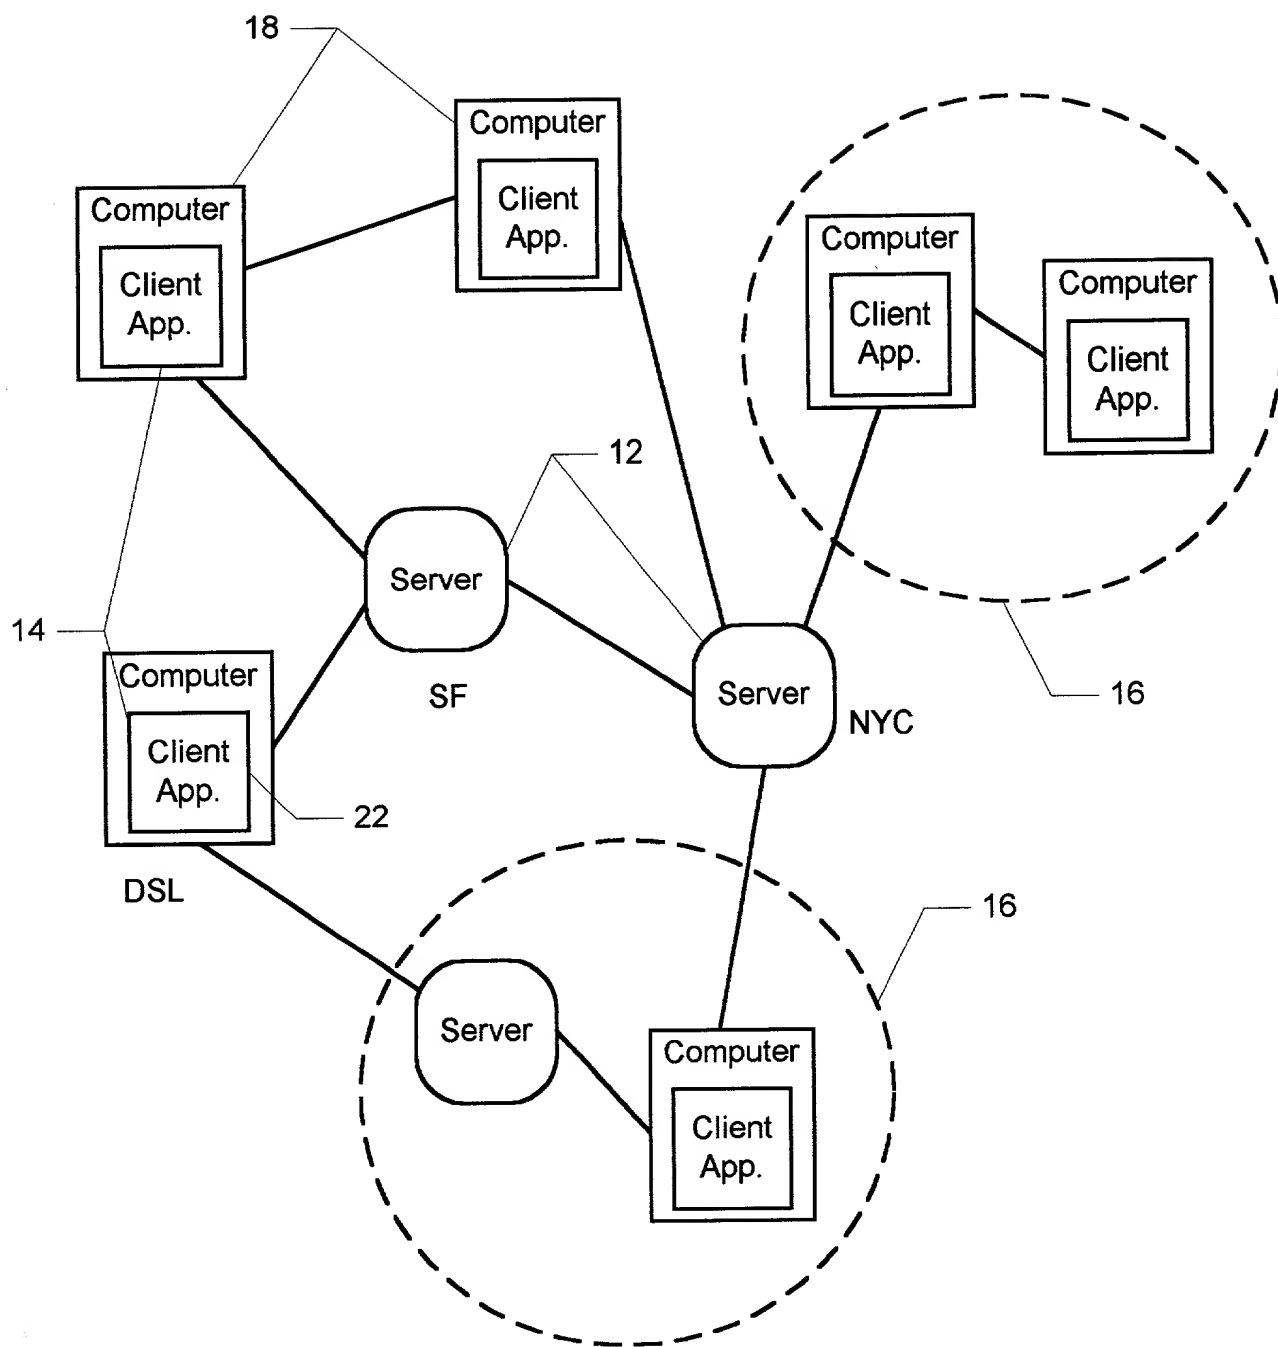 18
Computer
Client
App.
Computer
Client
App.
Computer
Client
App.
Computer
Client
App.
12
Server
SF
14
Server
NYC
16
Computer
Client
App.
22
DSL
16
Server
Computer
Client
App.